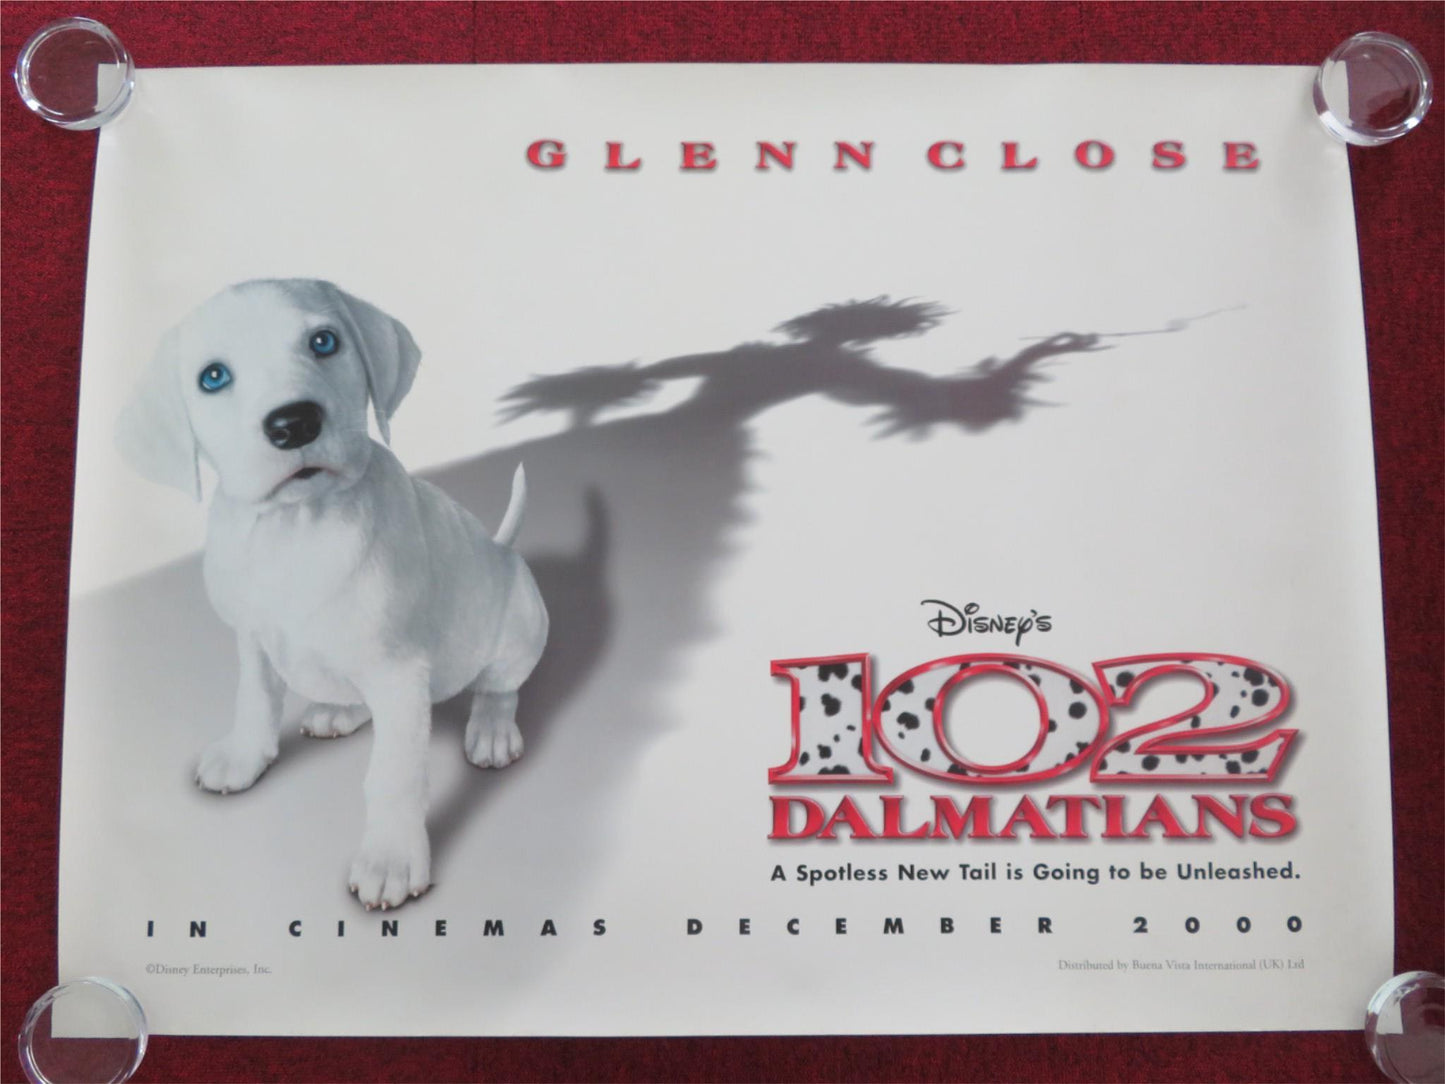 GLENN CLOSE
Disney's
102
DALMATIANS
A Spotless New Tail is Going to be Unleashed.
IN CINEMAS DECEMBER 2000
©Disney Enterprises, Inc.
Distributed by Buena Vista International (UK) Ltd